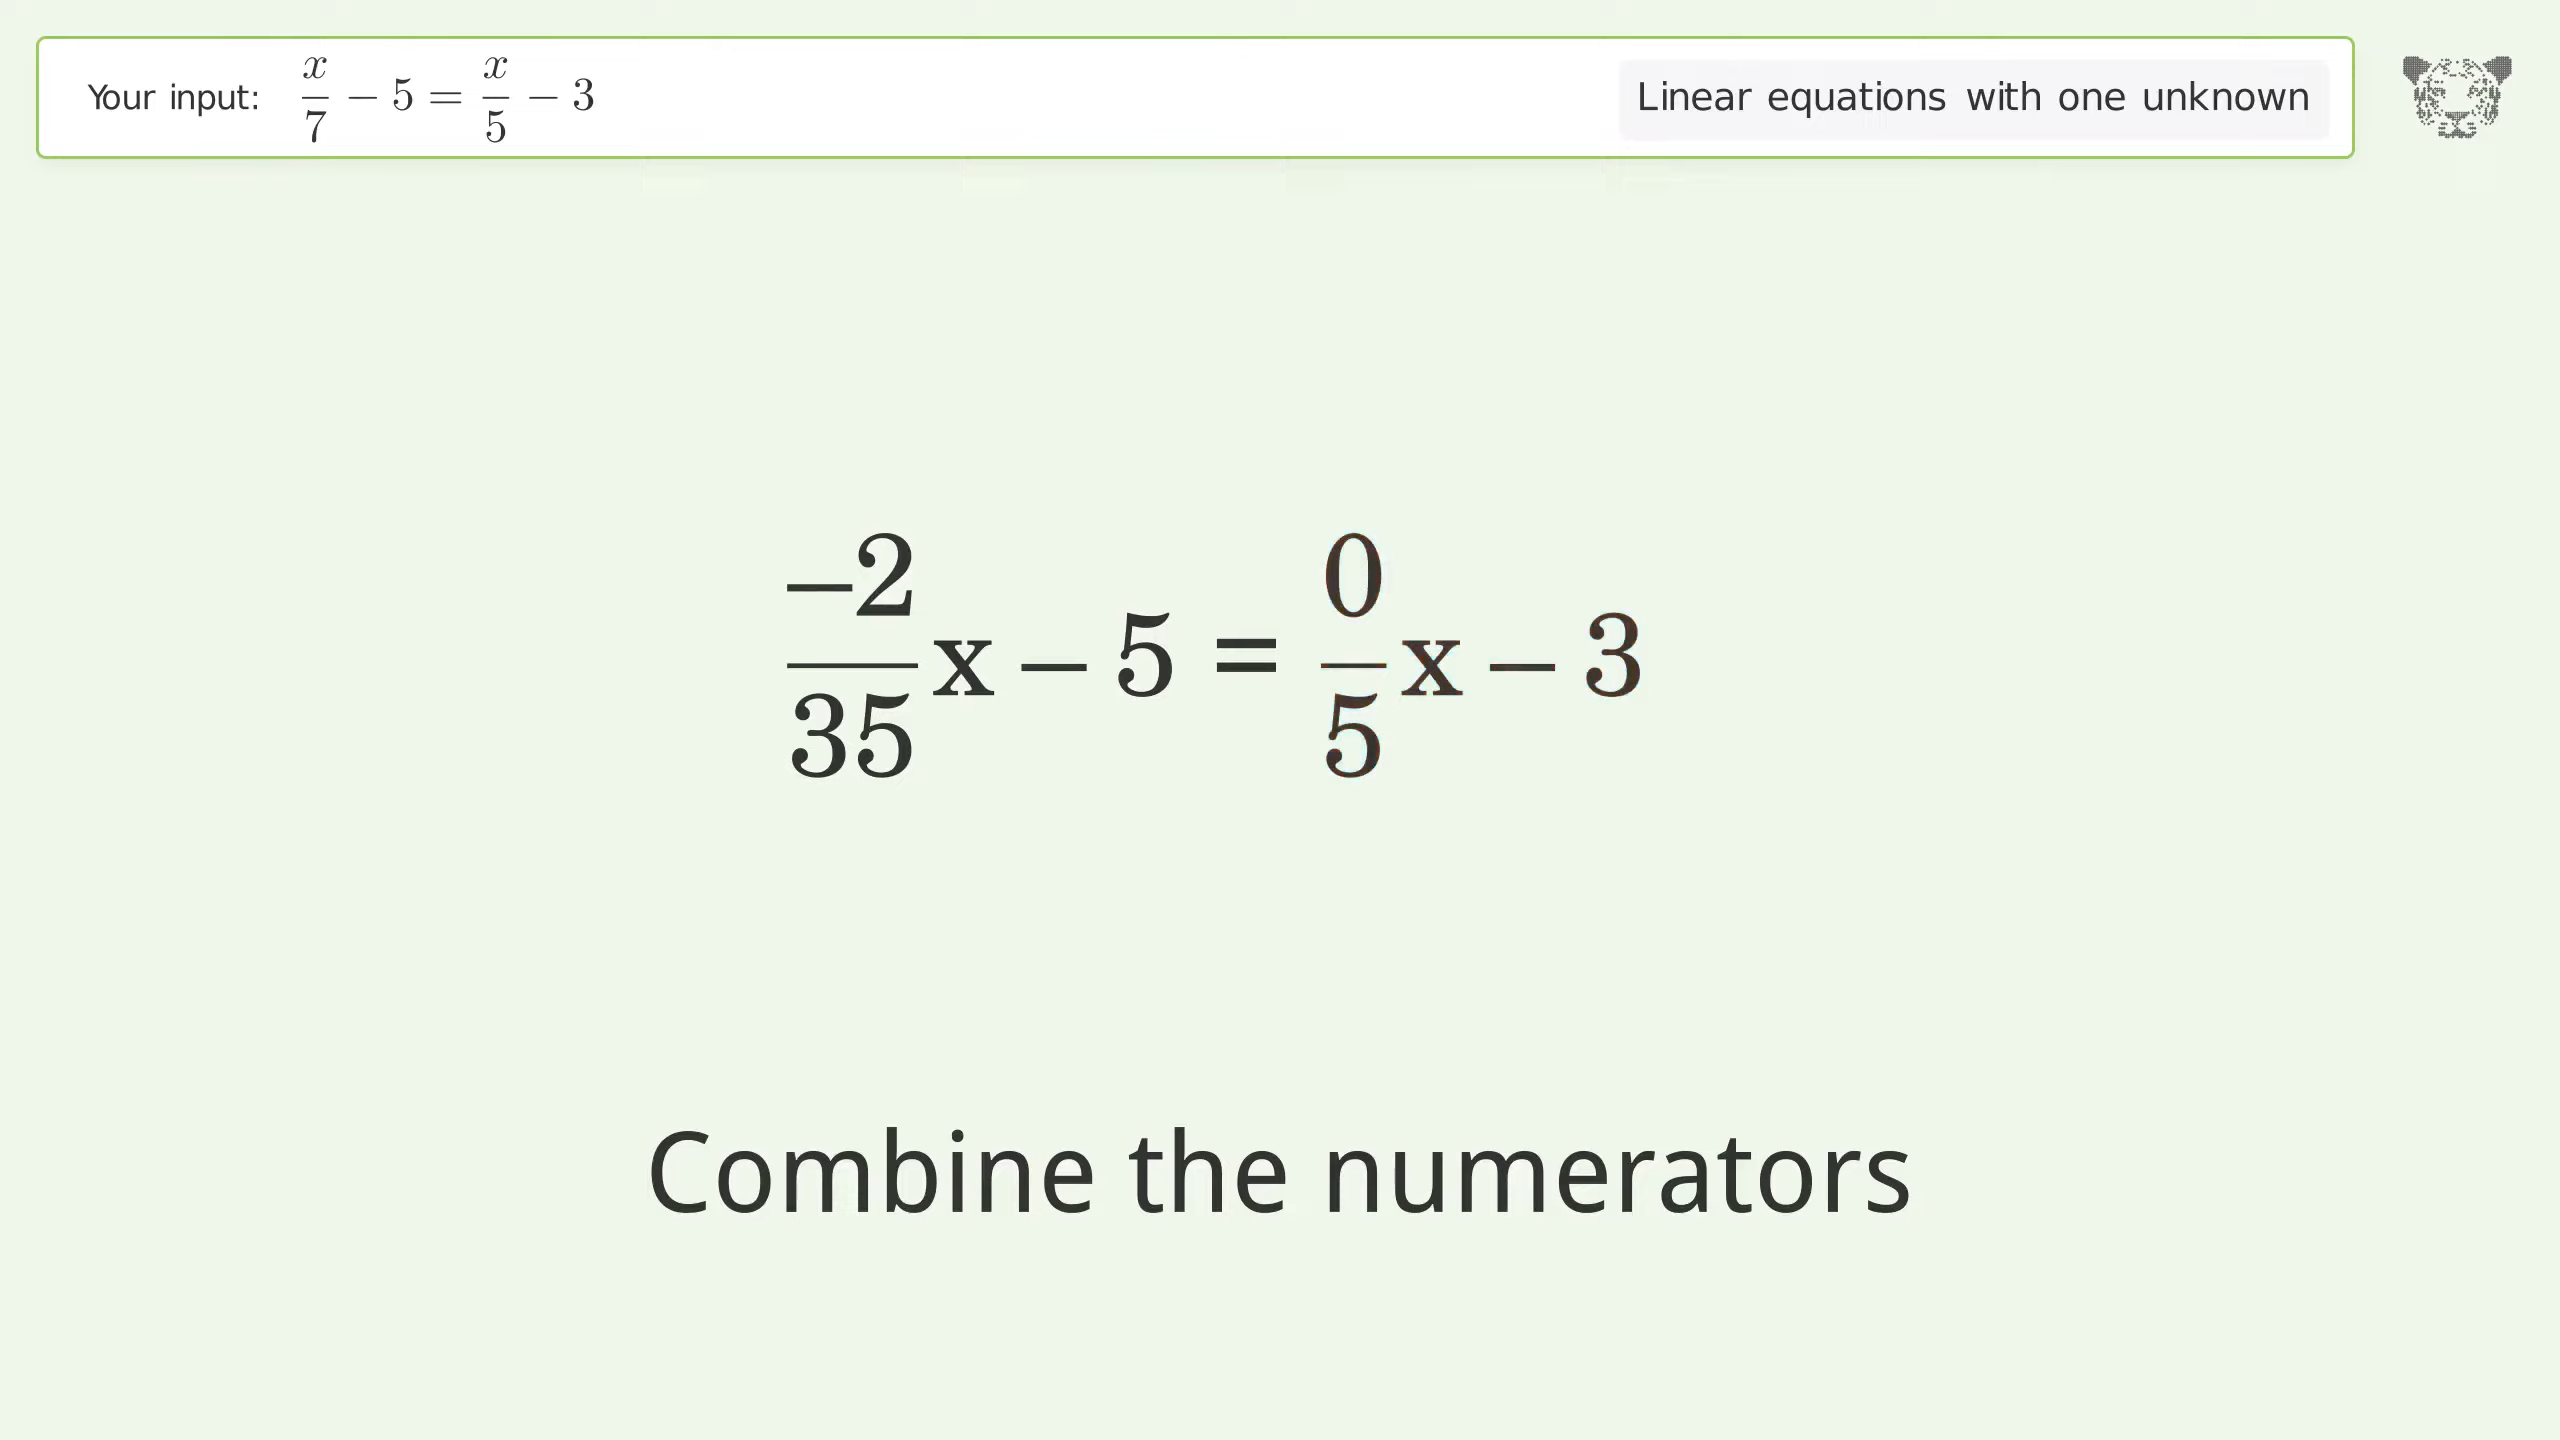 Your input: x/7 − 5 = x/5 − 3
Linear equations with one unknown
−2/35 x − 5 = 0/5 x − 3
Combine the numerators